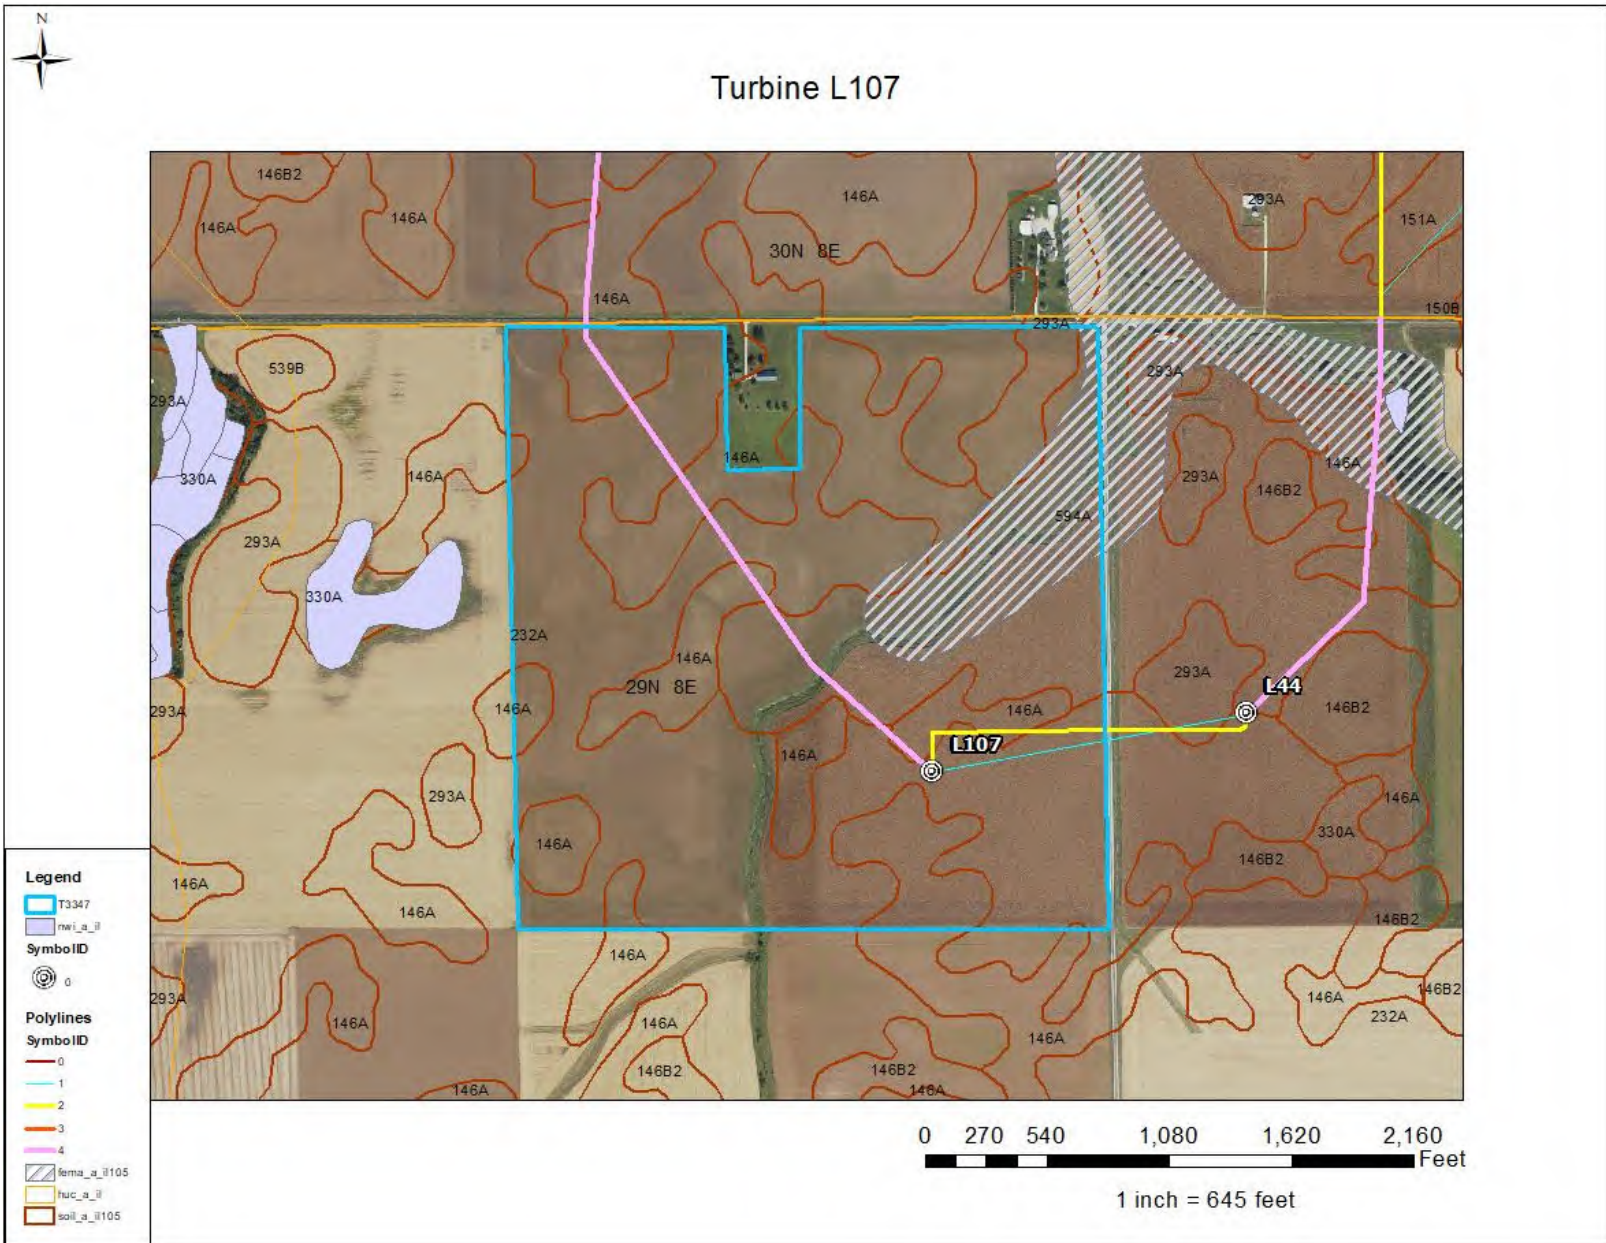 N
Turbine L107
146B2
146A
293A
146A
146A
151A
30N 8E
146A
150B
293A
539B
293A
293A
146A
146A
293A
146B2
330A
146A
594A
293A
330A
232A
146A
293A
29N 8E
L44
293A
146A
146A
146B2
L107
146A
293A
146A
330A
146A
146B2
146A
146A
146B2
146A
293A
146A
146B2
146A
146A
232A
146A
146B2
146B2
146A
146A
Legend
T3347
nwi_a_il
SymbolID
0
Polylines
SymbolID
0
1
2
3
4
fema_a_il105
huc_a_il
soil_a_il105
0 270 540 1,080 1,620 2,160
Feet
1 inch = 645 feet